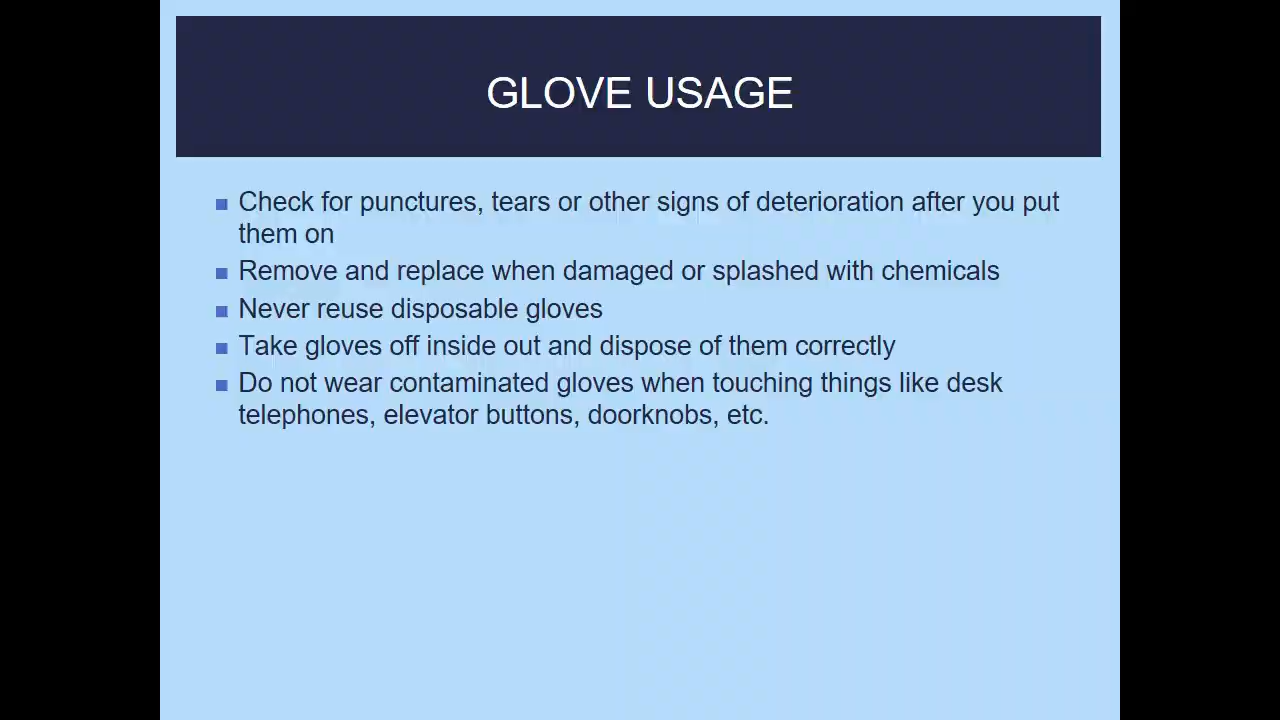 GLOVE USAGE
Check for punctures, tears or other signs of deterioration after you put
them on
Remove and replace when damaged or splashed with chemicals
Never reuse disposable gloves
Take gloves off inside out and dispose of them correctly
Do not wear contaminated gloves when touching things like desk
telephones, elevator buttons, doorknobs, etc.